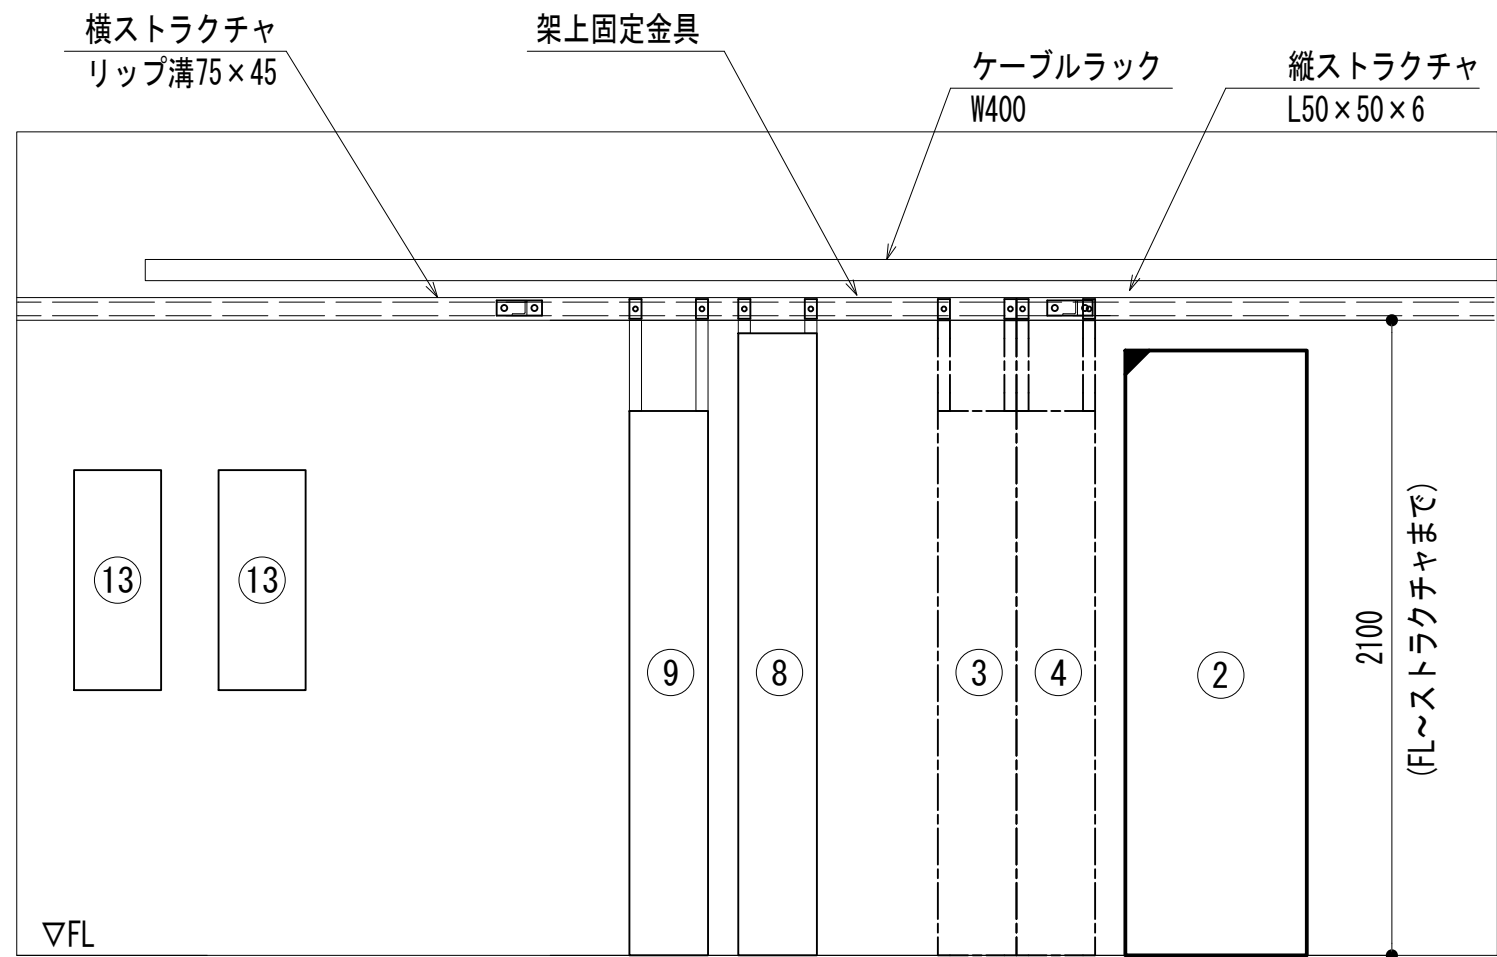 横ストラクチャ
リップ溝75×45
架上固定金具
ケーブルラック
W400
縦ストラクチャ
L50×50×6
13
13
9
8
3
4
2
2100
(FL~ストラクチャまで)
▽FL